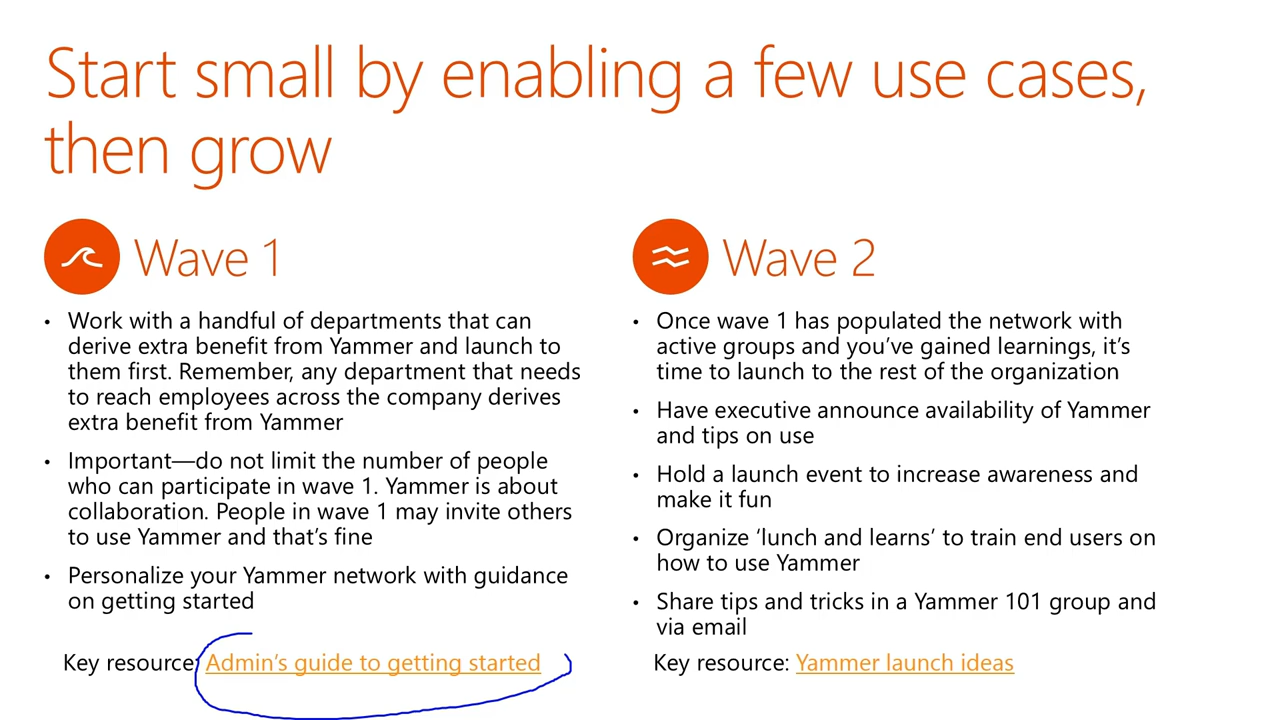 Start small by enabling a few use cases,
then grow
Wave 1
• Work with a handful of departments that can
derive extra benefit from Yammer and launch to
them first. Remember, any department that needs
to reach employees across the company derives
extra benefit from Yammer
• Important—do not limit the number of people
who can participate in wave 1. Yammer is about
collaboration. People in wave 1 may invite others
to use Yammer and that’s fine
• Personalize your Yammer network with guidance
on getting started
Key resource: Admin’s guide to getting started
Wave 2
• Once wave 1 has populated the network with
active groups and you’ve gained learnings, it’s
time to launch to the rest of the organization
• Have executive announce availability of Yammer
and tips on use
• Hold a launch event to increase awareness and
make it fun
• Organize ‘lunch and learns’ to train end users on
how to use Yammer
• Share tips and tricks in a Yammer 101 group and
via email
Key resource: Yammer launch ideas